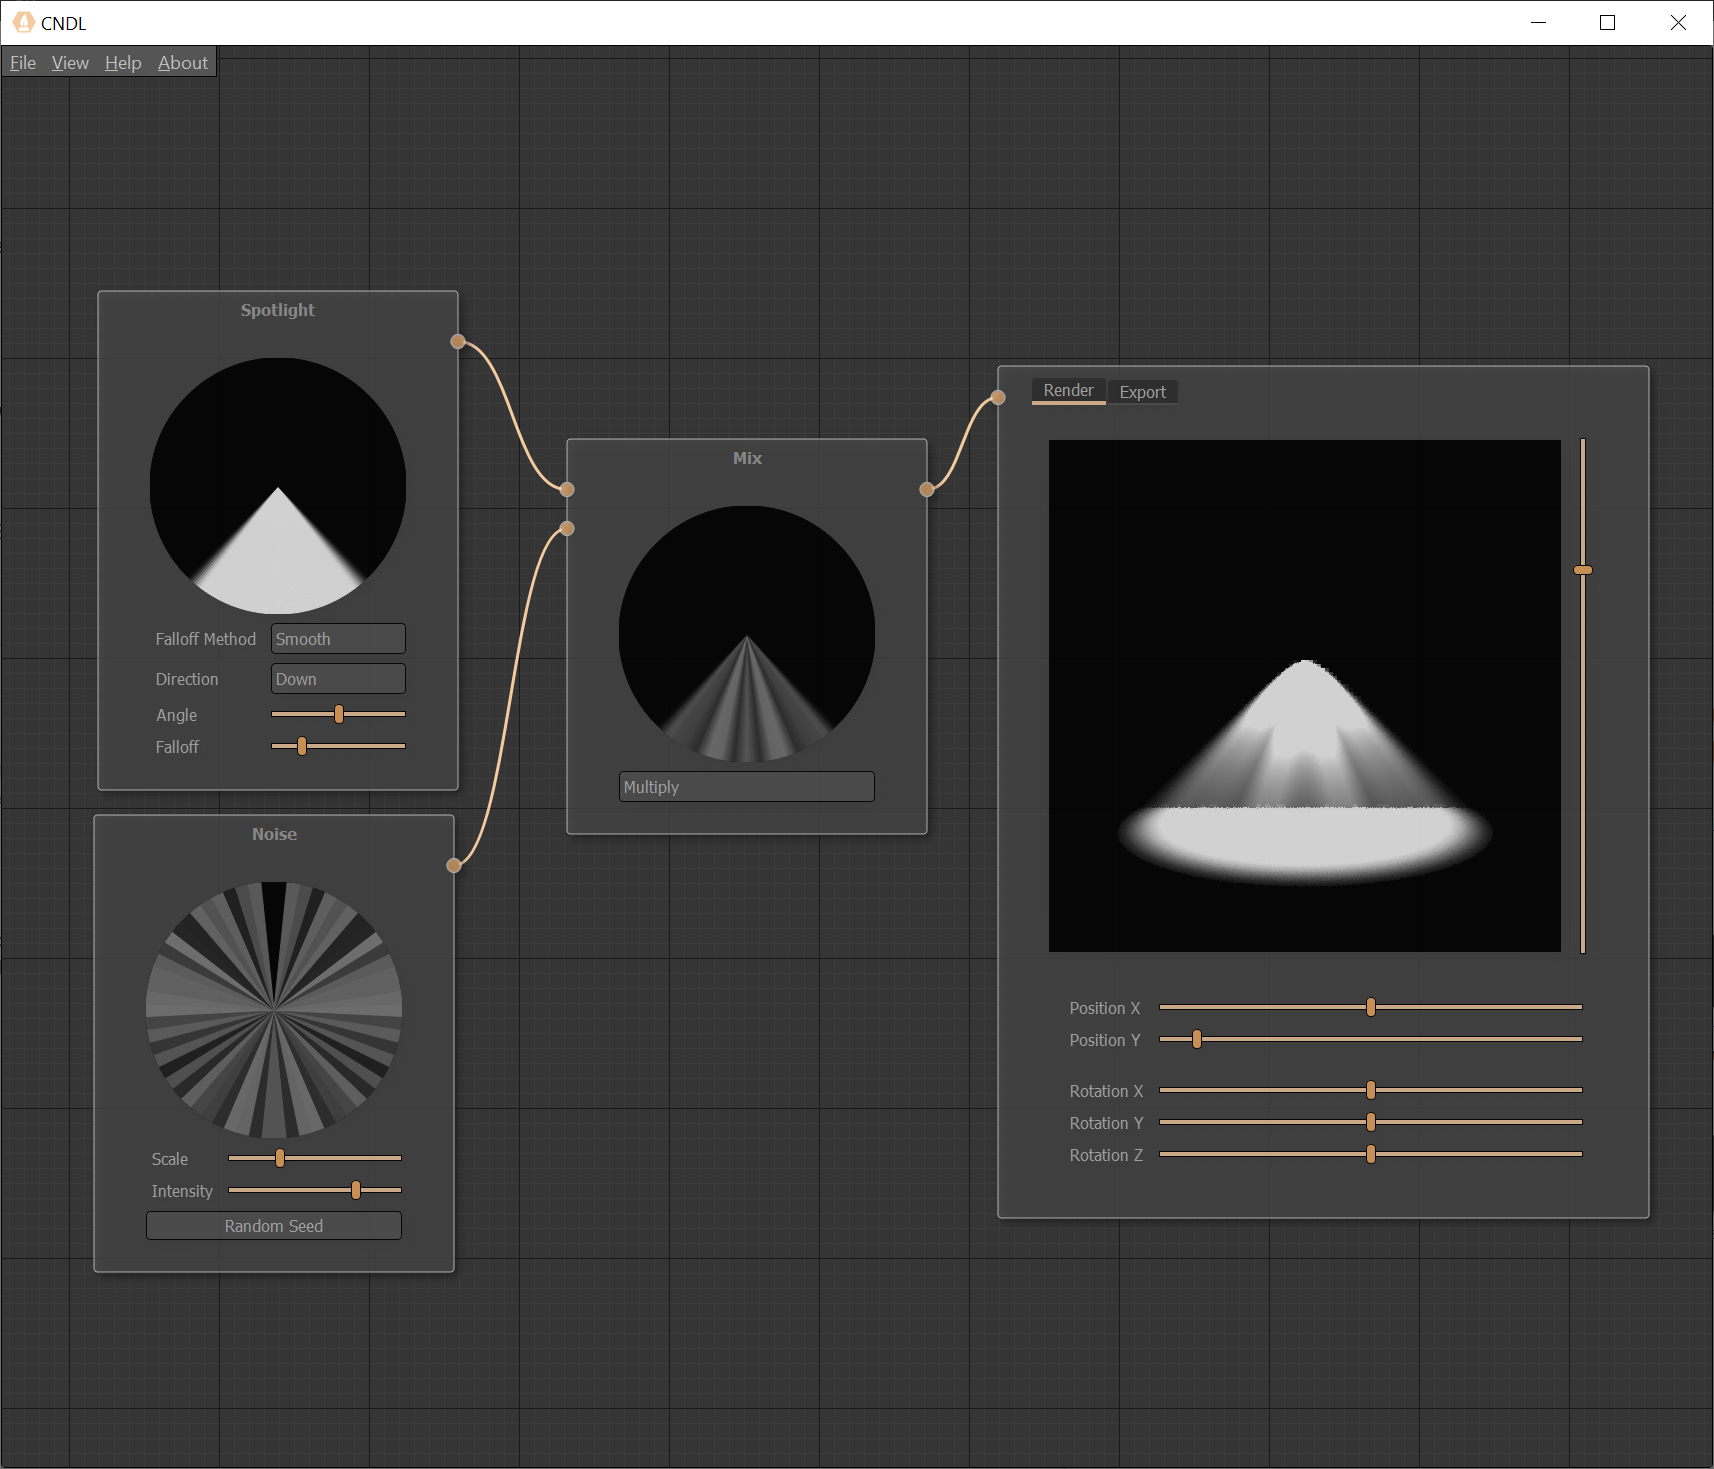 CNDL
File View Help About
Spotlight
Falloff Method Smooth
Direction Down
Angle
Falloff
Noise
Scale
Intensity
Random Seed
Mix
Multiply
Render Export
Position X
Position Y
Rotation X
Rotation Y
Rotation Z